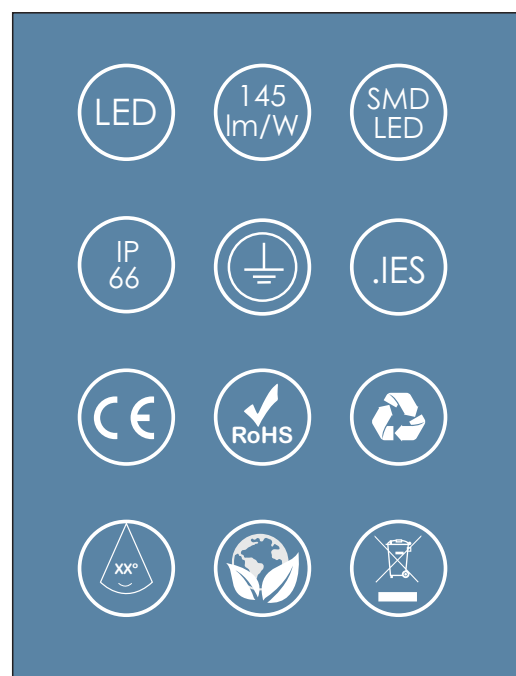 LED
145
lm/W
SMD
LED
IP
66
.IES
CE
RoHS
XX°